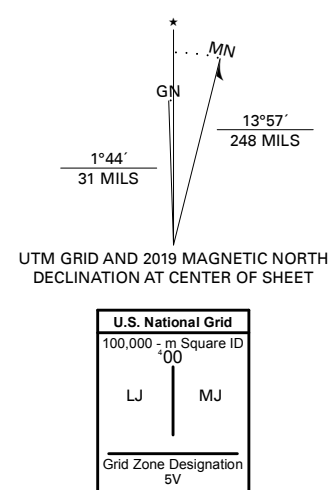 ★
MN
GN
13°57´
248 MILS
1°44´
31 MILS
UTM GRID AND 2019 MAGNETIC NORTH
DECLINATION AT CENTER OF SHEET
U.S. National Grid
100,000 - m Square ID
⁴00
LJ MJ
Grid Zone Designation
5V